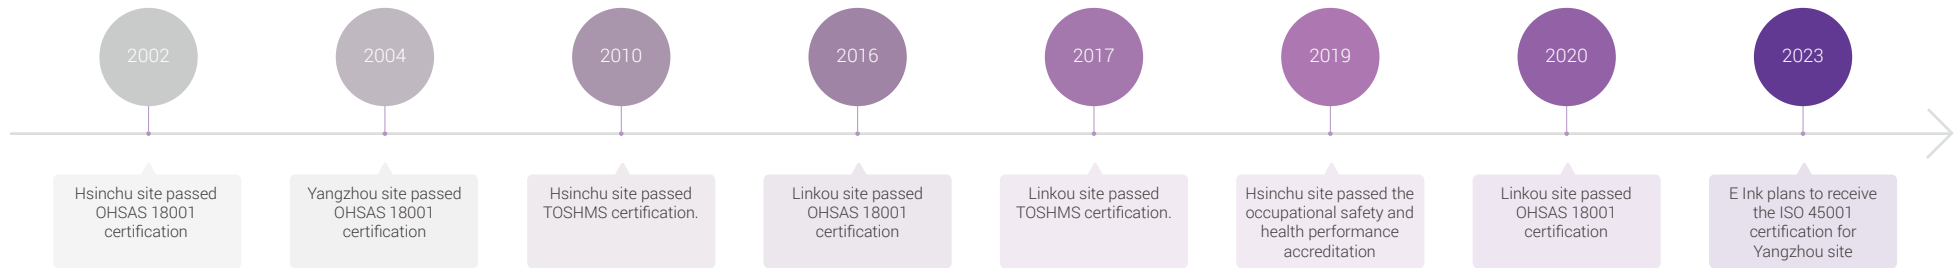 2002
Hsinchu site passed
OHSAS 18001
certification
2004
Yangzhou site passed
OHSAS 18001
certification
2010
Hsinchu site passed
TOSHMS certification.
2016
Linkou site passed
OHSAS 18001
certification
2017
Linkou site passed
TOSHMS certification.
2019
Hsinchu site passed the
occupational safety and
health performance
accreditation
2020
Linkou site passed
OHSAS 18001
certification
2023
E Ink plans to receive
the ISO 45001
certification for
Yangzhou site